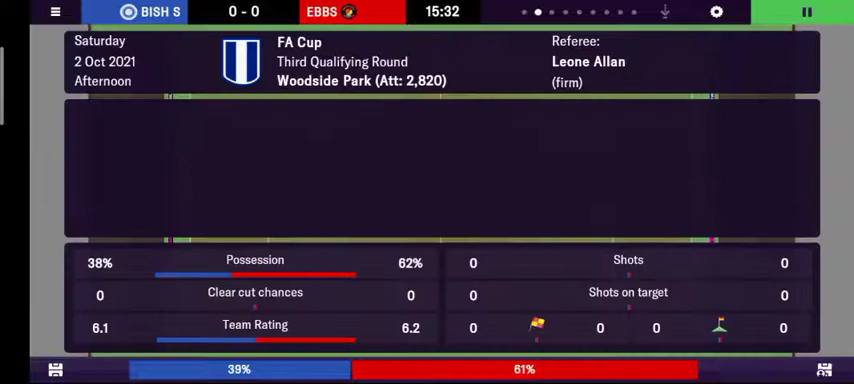 BISH S 0 - 0 EBBS 15:32
Saturday
2 Oct 2021
Afternoon
FA Cup
Third Qualifying Round
Woodside Park (Att: 2,820)
Referee:
Leone Allan
(firm)
38% Possession 62%
0 Clear cut chances 0
6.1 Team Rating 6.2
0 Shots 0
0 Shots on target 0
0 0 0 0
39% 61%